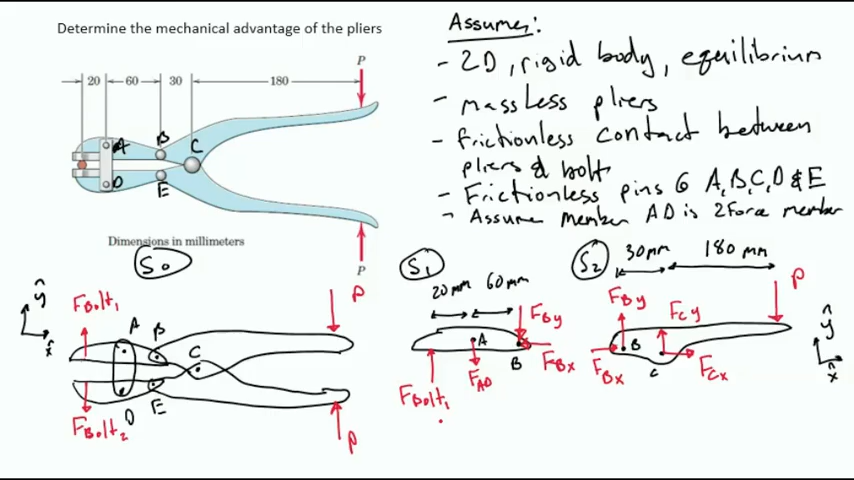 Determine the mechanical advantage of the pliers
Assume:
- 2D, rigid body, equilibrium
- massless pliers
- frictionless contact between
pliers & bolt
- Frictionless pins @ A,B,C,D & E
- Assume member AD is 2 Force member
20 60 30 180
P
A B C
D E
P
Dimensions in millimeters
S0
ŷ
x̂
FBolt1
A B C
P
D E
FBolt2
P
S1
20 mm 60 mm
FBy
A
B
FBx
FAD
FBolt1
S2
30 mm 180 mm
P
FBy
FCy
B
FBx
C
FCx
ŷ
x̂